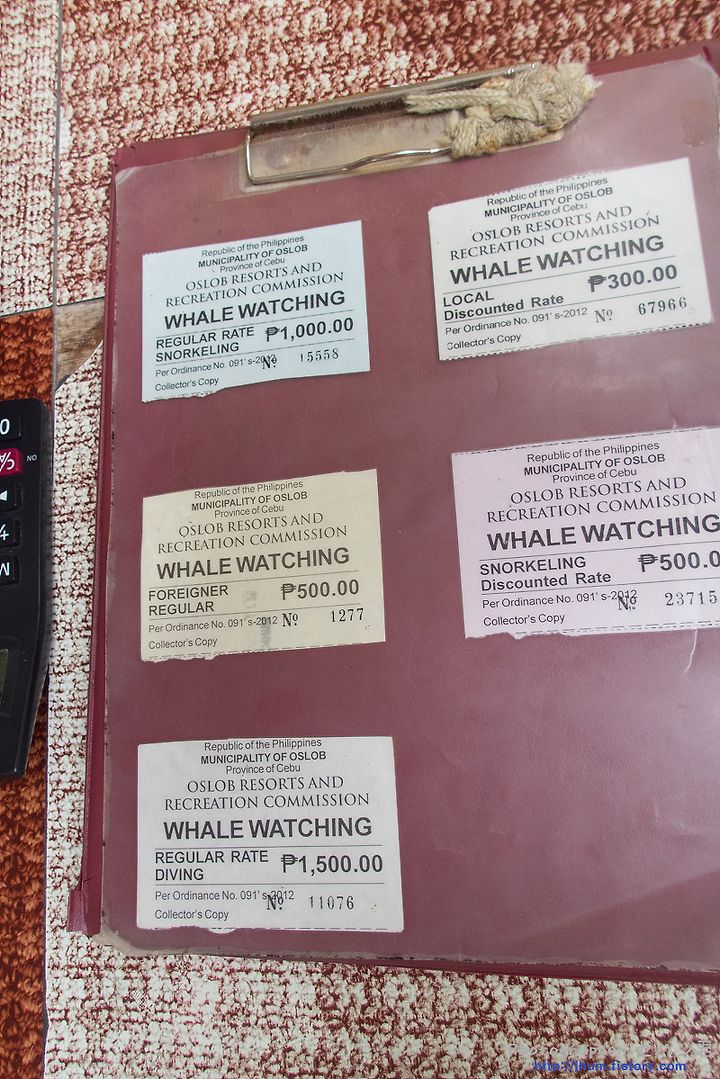 Republic of the Philippines
MUNICIPALITY OF OSLOB
Province of Cebu
OSLOB RESORTS AND
RECREATION COMMISSION
WHALE WATCHING
REGULAR RATE
SNORKELING
₱1,000.00
Per Ordinance No. 091's-2012 Nº 15558
Collector's Copy
Republic of the Philippines
MUNICIPALITY OF OSLOB
Province of Cebu
OSLOB RESORTS AND
RECREATION COMMISSION
WHALE WATCHING
LOCAL
Discounted Rate
₱300.00
Per Ordinance No. 091's-2012 Nº 67966
Collector's Copy
Republic of the Philippines
MUNICIPALITY OF OSLOB
Province of Cebu
OSLOB RESORTS AND
RECREATION COMMISSION
WHALE WATCHING
FOREIGNER
REGULAR
₱500.00
Per Ordinance No. 091's-2012 Nº 1277
Collector's Copy
Republic of the Philippines
MUNICIPALITY OF OSLOB
Province of Cebu
OSLOB RESORTS AND
RECREATION COMMISSION
WHALE WATCHING
SNORKELING
Discounted Rate
₱500.0
Per Ordinance No. 091's-2012 Nº 23715
Collector's Copy
Republic of the Philippines
MUNICIPALITY OF OSLOB
Province of Cebu
OSLOB RESORTS AND
RECREATION COMMISSION
WHALE WATCHING
REGULAR RATE
DIVING
₱1,500.00
Per Ordinance No. 091's-2012 Nº 11076
Collector's Copy
0
NO
%
4
M